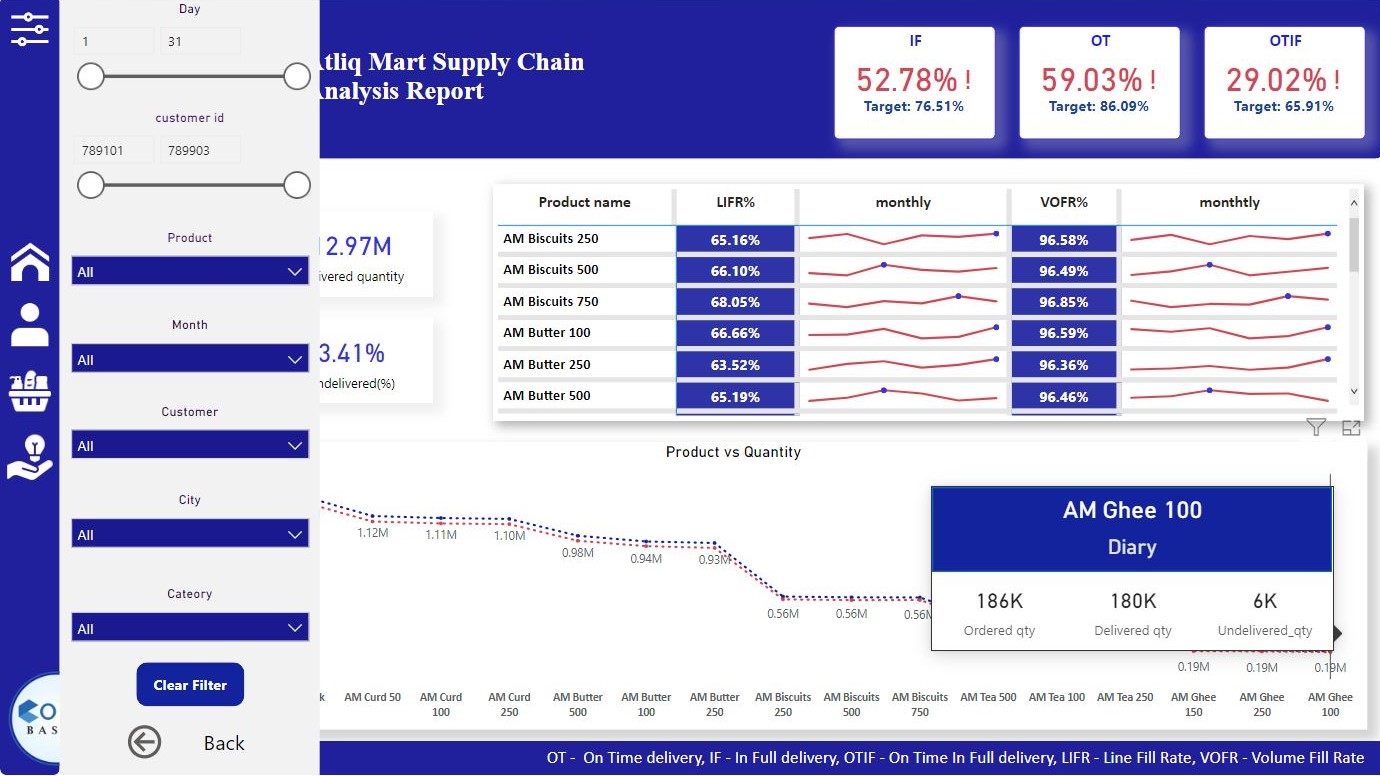 Day
1
31
customer id
789101
789903
Product
All
Month
All
Customer
All
City
All
Cateory
All
Clear Filter
Back
BAS
Atliq Mart Supply Chain
Analysis Report
IF
52.78% !
Target: 76.51%
OT
59.03% !
Target: 86.09%
OTIF
29.02% !
Target: 65.91%
2.97M
ivered quantity
3.41%
ndelivered(%)
Product name LIFR% monthly VOFR% monthtly
AM Biscuits 250 65.16% 96.58%
AM Biscuits 500 66.10% 96.49%
AM Biscuits 750 68.05% 96.85%
AM Butter 100 66.66% 96.59%
AM Butter 250 63.52% 96.36%
AM Butter 500 65.19% 96.46%
Product vs Quantity
1.12M 1.11M 1.10M 0.98M 0.94M 0.93M 0.56M 0.56M 0.56M 0.19M 0.19M 0.19M
AM Ghee 100
Diary
186K 180K 6K
Ordered qty Delivered qty Undelivered_qty
k AM Curd 50 AM Curd AM Curd AM Butter AM Butter AM Butter AM Biscuits AM Biscuits AM Biscuits AM Tea 500 AM Tea 100 AM Tea 250 AM Ghee AM Ghee AM Ghee
100 250 500 100 250 250 500 750 150 250 100
OT - On Time delivery, IF - In Full delivery, OTIF - On Time In Full delivery, LIFR - Line Fill Rate, VOFR - Volume Fill Rate